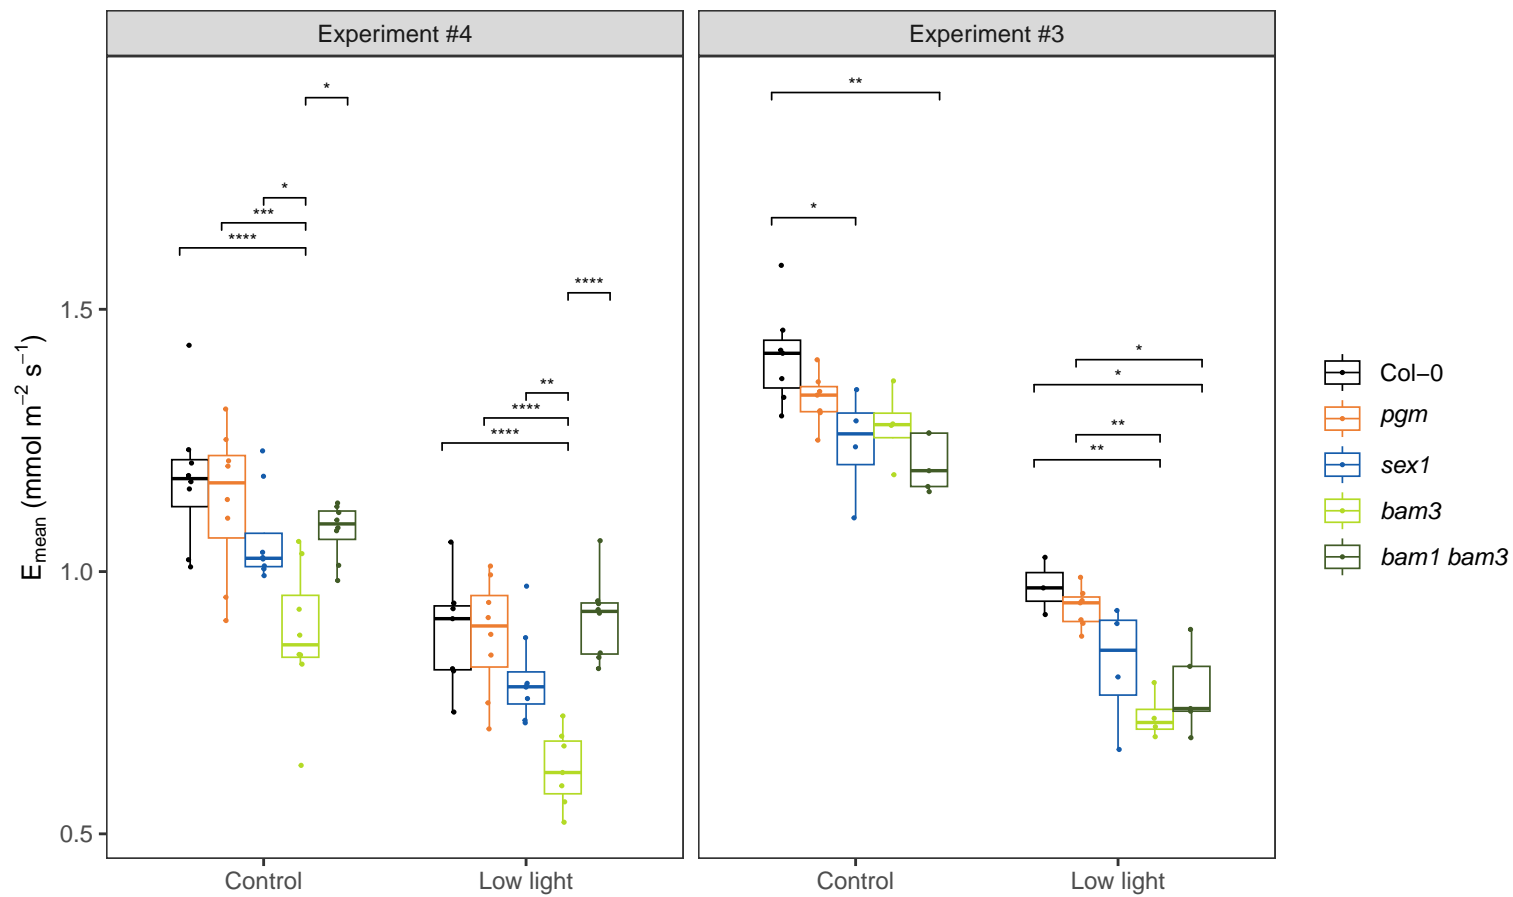 Experiment #4
Experiment #3
*
*
***
****
****
**
****
****
**
*
*
*
**
**
1.5
1.0
0.5
E_mean (mmol m⁻² s⁻¹)
Control
Low light
Control
Low light
Col−0
pgm
sex1
bam3
bam1 bam3